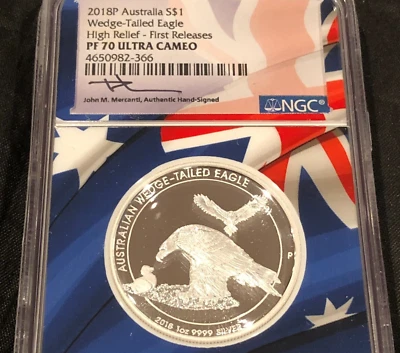 2018P Australia S$1
Wedge-Tailed Eagle
High Relief - First Releases
PF 70 ULTRA CAMEO
4650982-366
John M. Mercanti, Authentic Hand-Signed
NGC
AUSTRALIAN WEDGE-TAILED EAGLE
P
2018 1oz 9999 SILVER